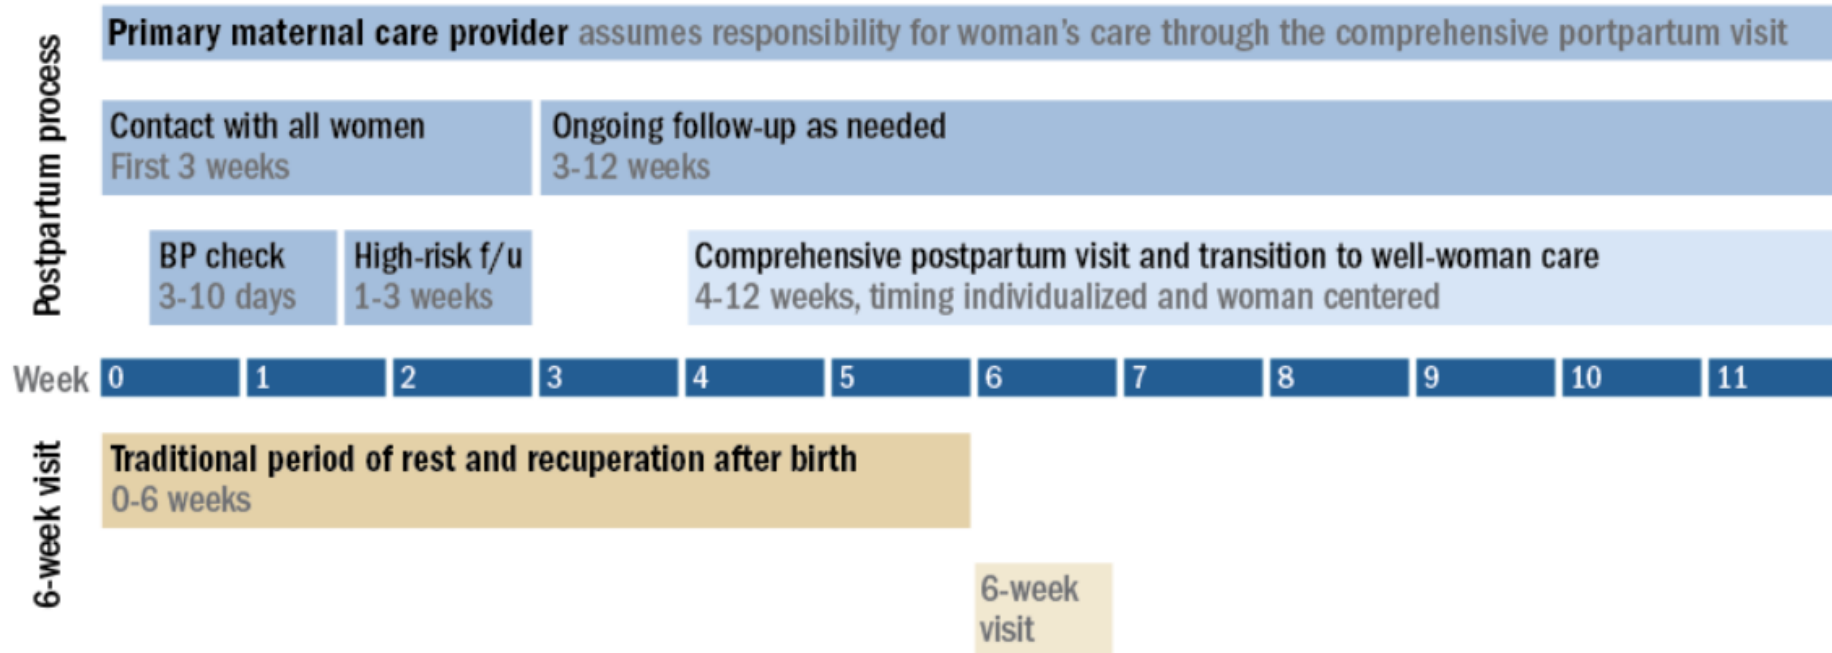 Postpartum process
Primary maternal care provider assumes responsibility for woman's care through the comprehensive portpartum visit
Contact with all women
First 3 weeks
Ongoing follow-up as needed
3-12 weeks
BP check
3-10 days
High-risk f/u
1-3 weeks
Comprehensive postpartum visit and transition to well-woman care
4-12 weeks, timing individualized and woman centered
Week 0 1 2 3 4 5 6 7 8 9 10 11
6-week visit
Traditional period of rest and recuperation after birth
0-6 weeks
6-week
visit